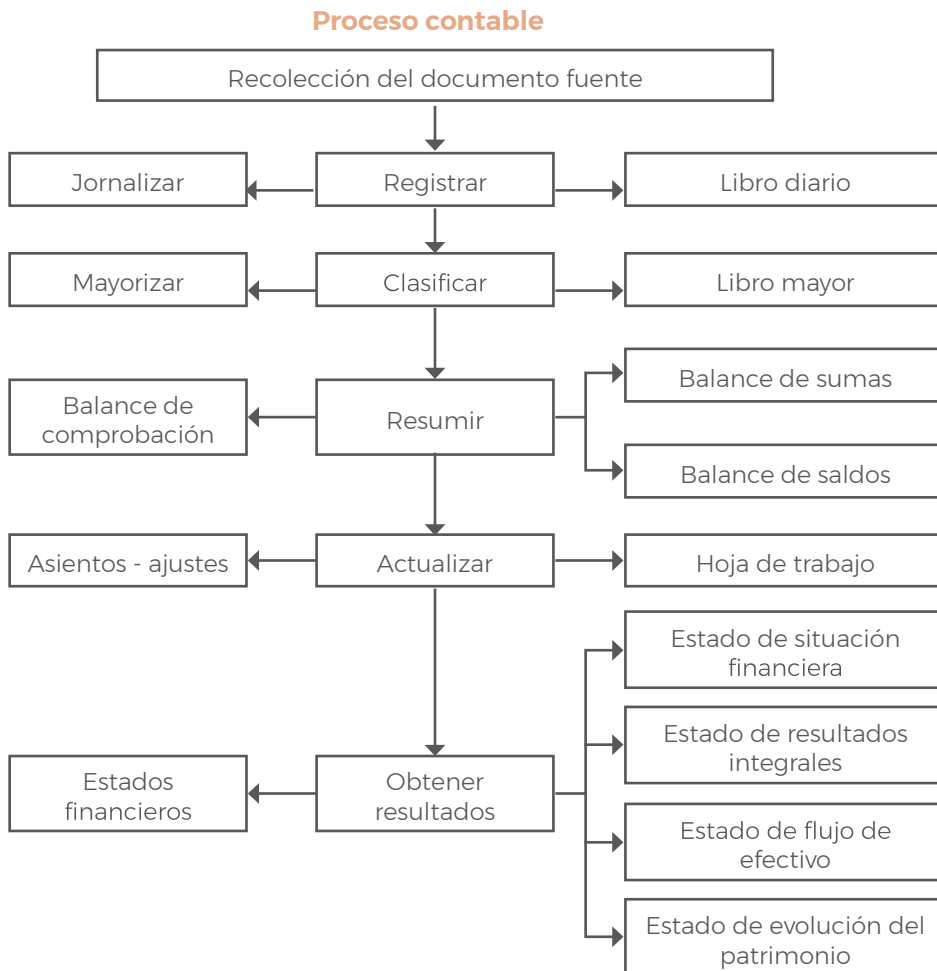 Proceso contable
Recolección del documento fuente
Jornalizar
Registrar
Libro diario
Mayorizar
Clasificar
Libro mayor
Balance de
comprobación
Resumir
Balance de sumas
Balance de saldos
Asientos - ajustes
Actualizar
Hoja de trabajo
Estados
financieros
Obtener
resultados
Estado de situación
financiera
Estado de resultados
integrales
Estado de flujo de
efectivo
Estado de evolución del
patrimonio